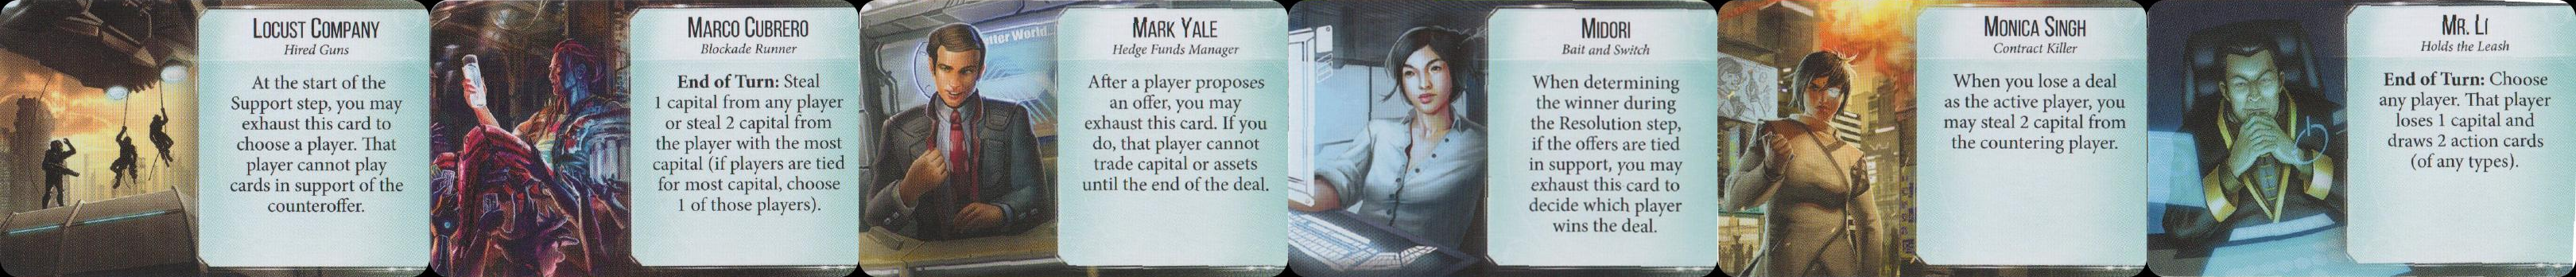 LOCUST COMPANY
Hired Guns
At the start of the
Support step, you may
exhaust this card to
choose a player. That
player cannot play
cards in support of the
counteroffer.
MARCO CUBRERO
Blockade Runner
End of Turn: Steal
1 capital from any player
or steal 2 capital from
the player with the most
capital (if players are tied
for most capital, choose
1 of those players).
MARK YALE
Hedge Funds Manager
After a player proposes
an offer, you may
exhaust this card. If you
do, that player cannot
trade capital or assets
until the end of the deal.
World...
MIDORI
Bait and Switch
When determining
the winner during
the Resolution step,
if the offers are tied
in support, you may
exhaust this card to
decide which player
wins the deal.
MONICA SINGH
Contract Killer
When you lose a deal
as the active player, you
may steal 2 capital from
the countering player.
MR. LI
Holds the Leash
End of Turn: Choose
any player. That player
loses 1 capital and
draws 2 action cards
(of any types).